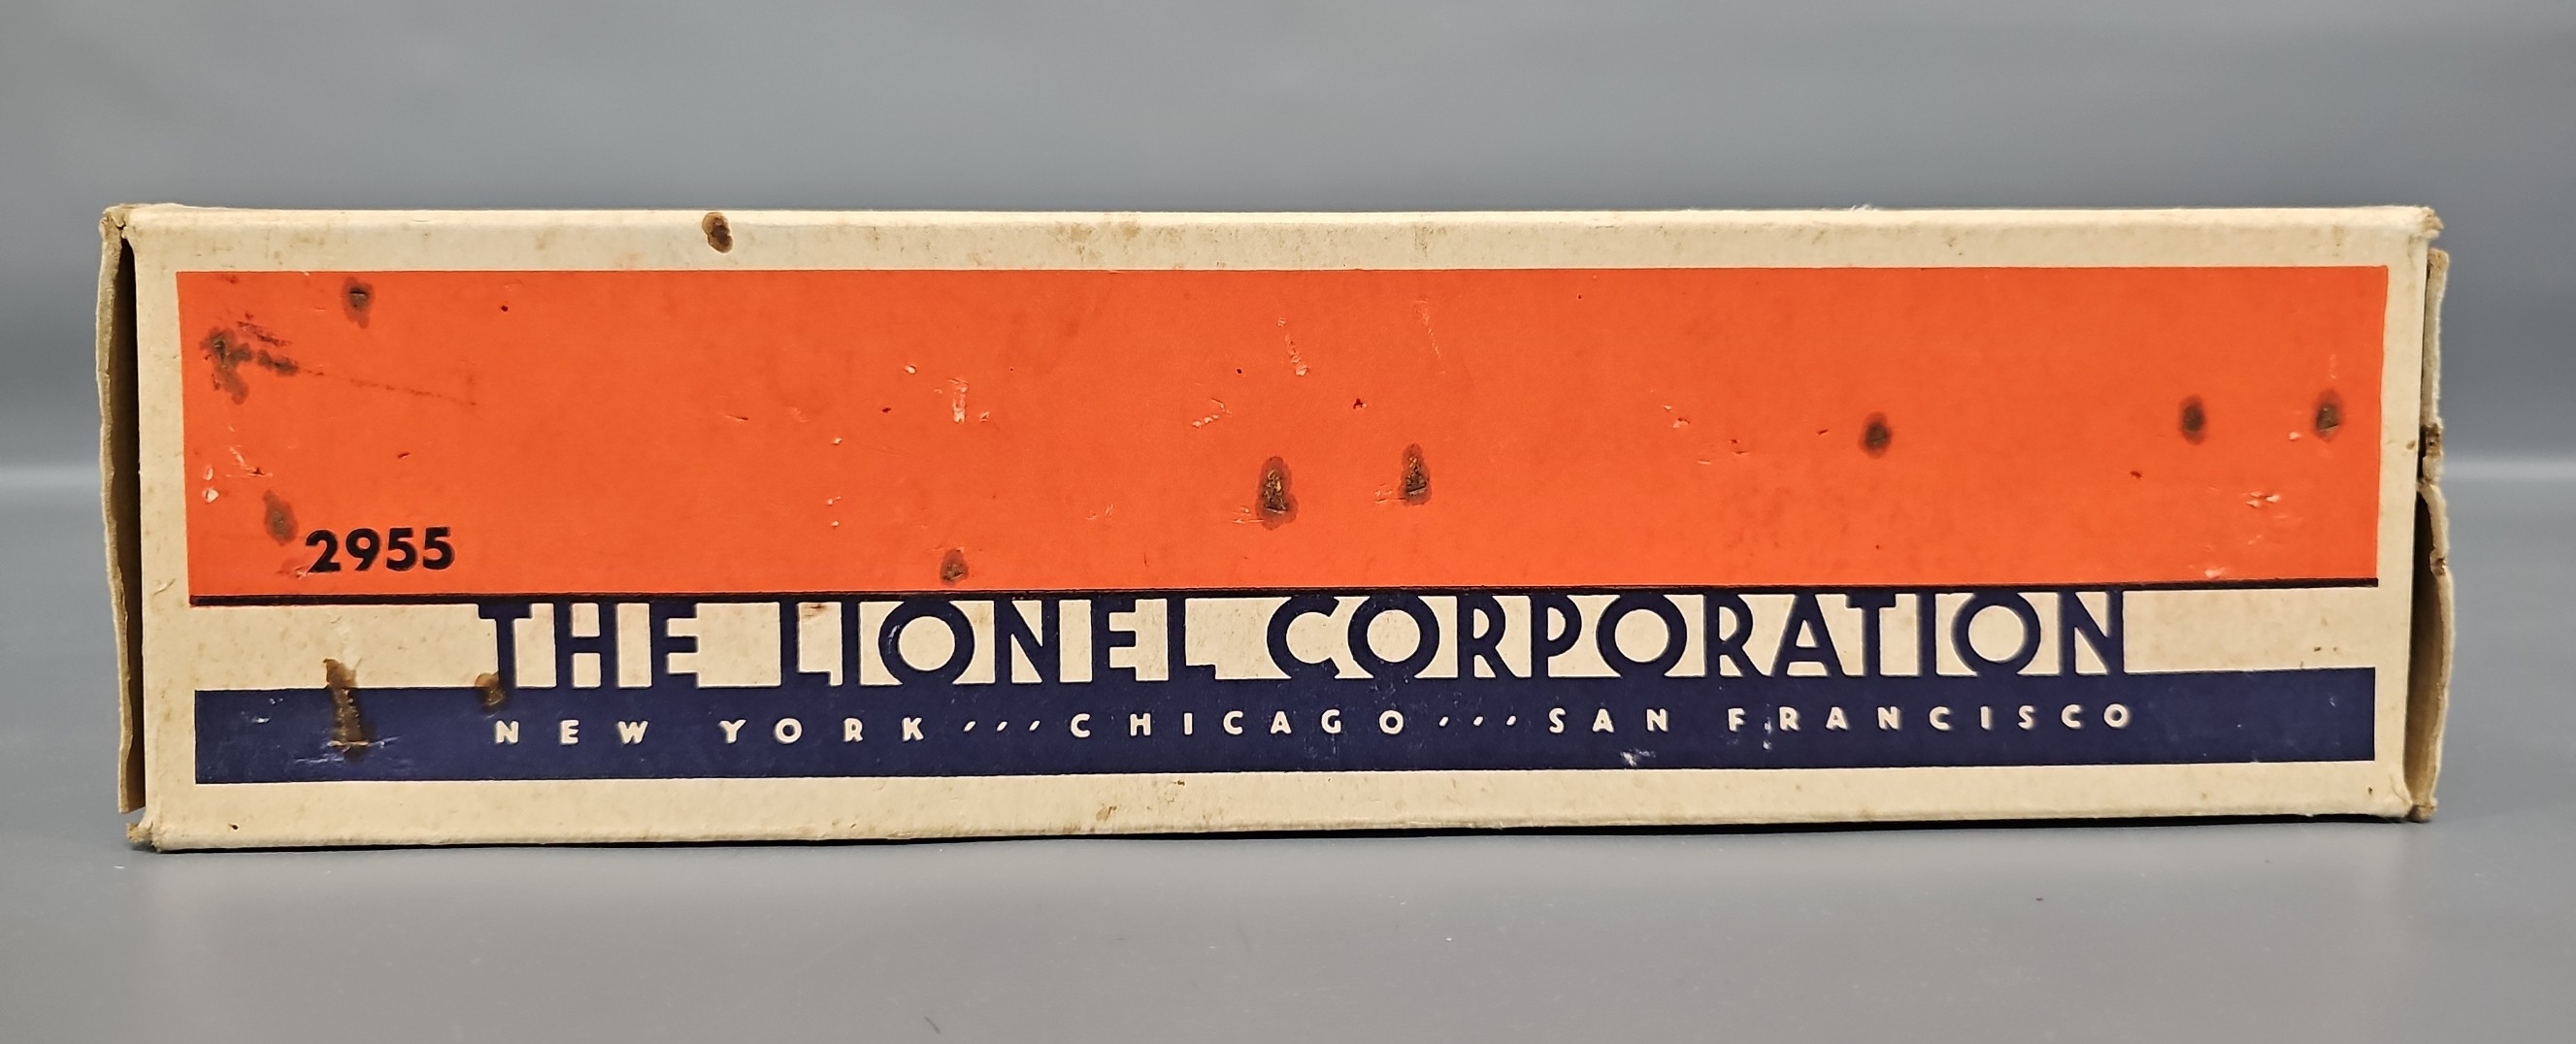 2955
THE LIONEL CORPORATION
NEW YORK ՚՚՚ CHICAGO ՚՚՚ SAN FRANCISCO